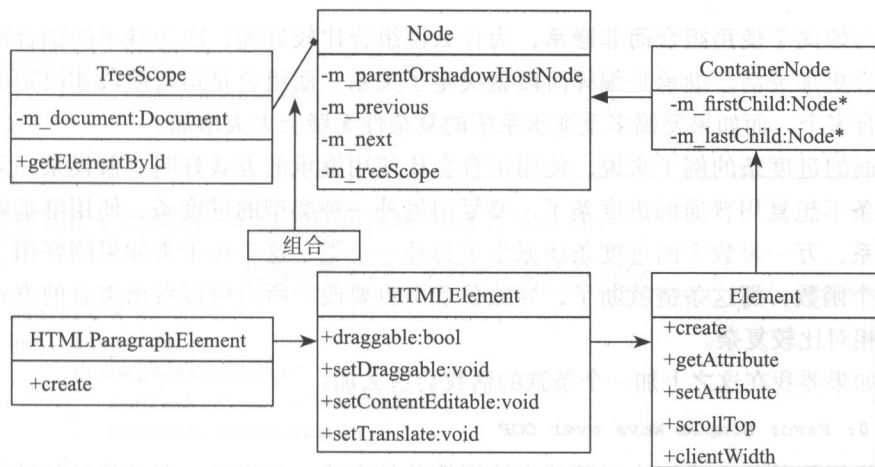 TreeScope
-m_document:Document
+getElementById
Node
-m_parentOrshadowHostNode
-m_previous
-m_next
-m_treeScope
ContainerNode
-m_firstChild:Node*
-m_lastChild:Node*
组合
HTMLParagraphElement
+create
HTMLElement
+draggable:bool
+setDraggable:void
+setContentEditable:void
+setTranslate:void
Element
+create
+getAttribute
+setAttribute
+scrollTop
+clientWidth